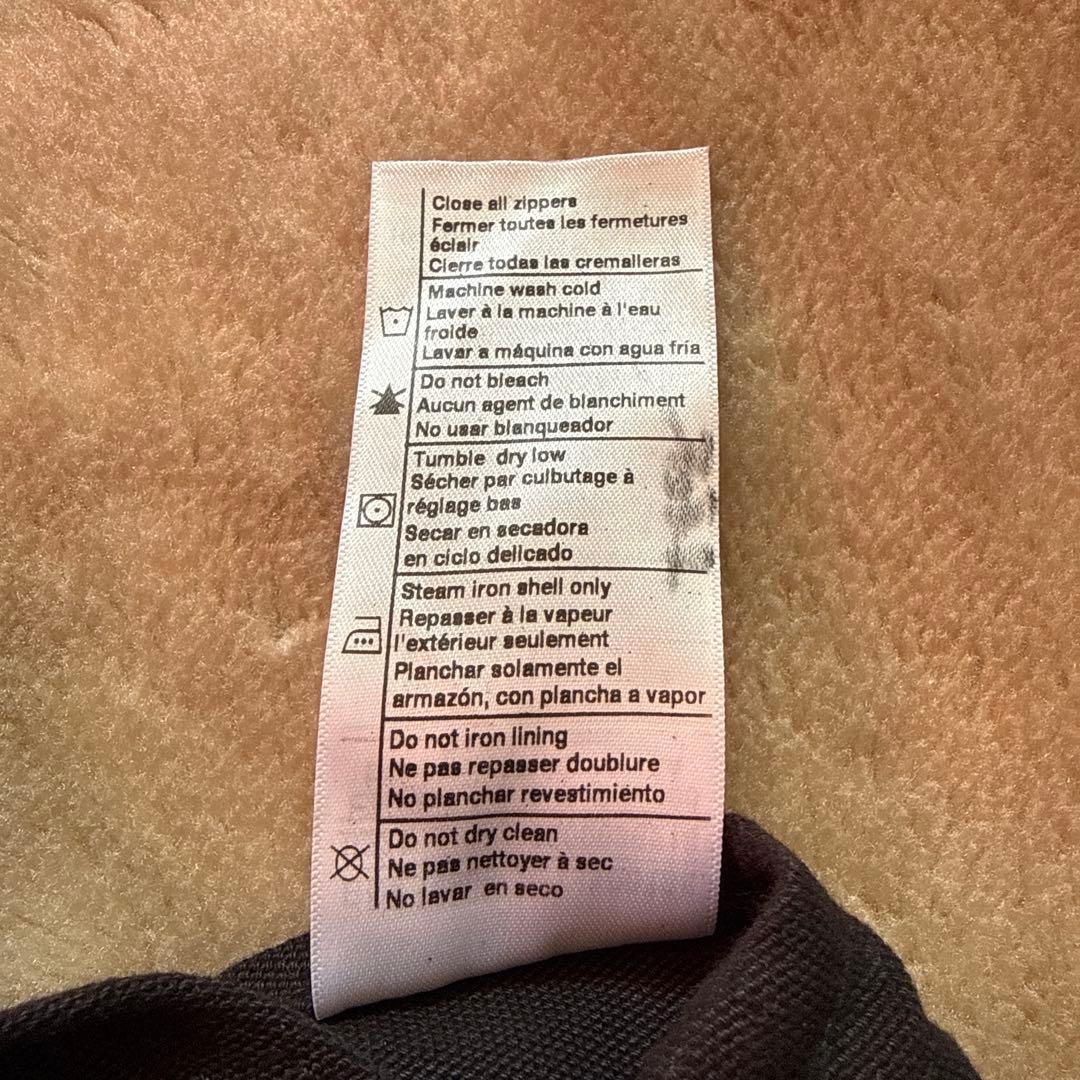 Close all zippers
Fermer toutes les fermetures
éclair
Cierre todas las cremalleras
Machine wash cold
Laver à la machine à l'eau
froide
Lavar a máquina con agua fria
Do not bleach
Aucun agent de blanchiment
No usar blanqueador
Tumble dry low
Sécher par culbutage à
réglage bas
Secar en secadora
en ciclo delicado
Steam iron shell only
Repasser à la vapeur
l'extérieur seulement
Planchar solamente el
armazón, con plancha a vapor
Do not iron lining
Ne pas repasser doublure
No planchar revestimiento
Do not dry clean
Ne pas nettoyer à sec
No lavar en seco